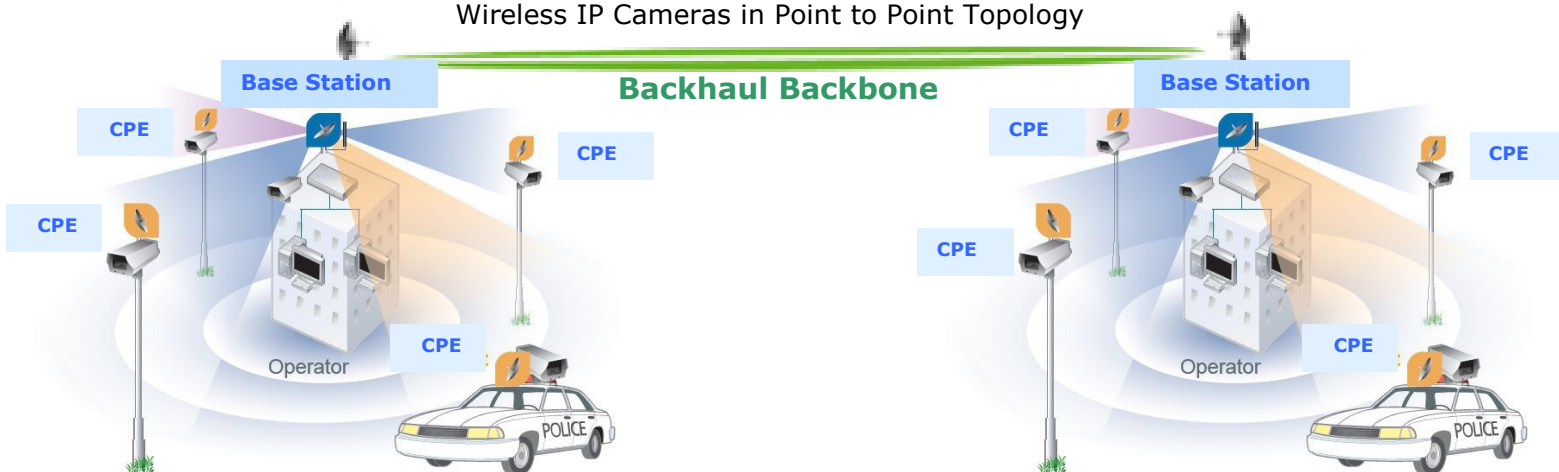 Wireless IP Cameras in Point to Point Topology
Base Station
Backhaul Backbone
Base Station
CPE
CPE
CPE
CPE
Operator
POLICE
CPE
CPE
CPE
CPE
Operator
POLICE